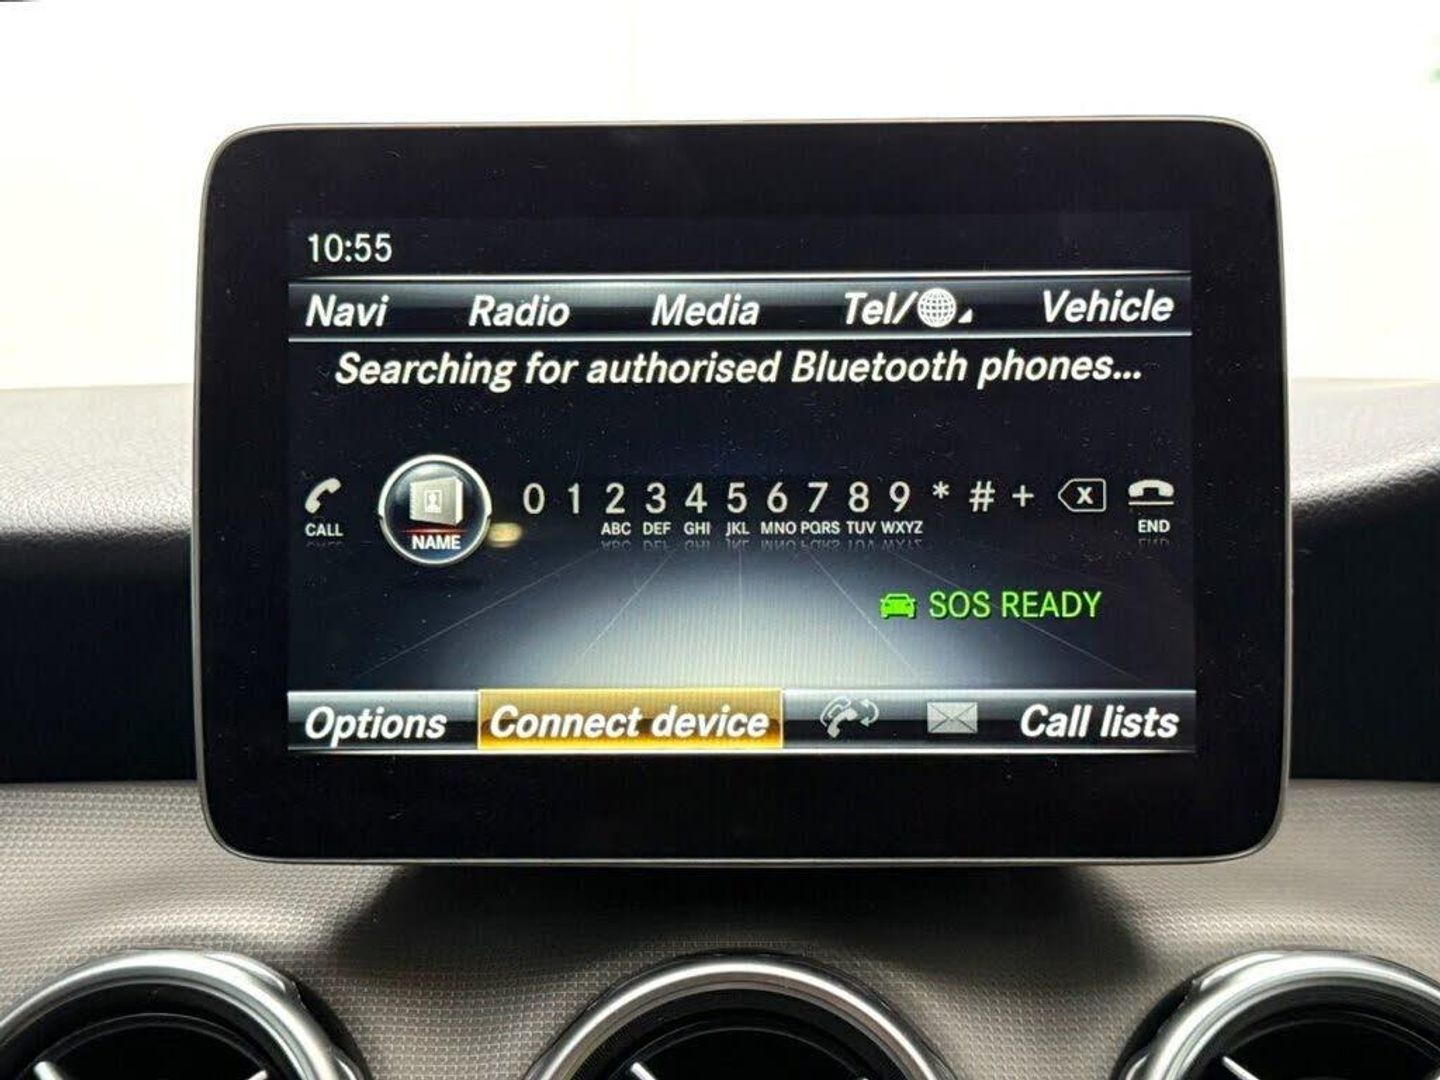 10:55
Navi Radio Media Tel/ Vehicle
Searching for authorised Bluetooth phones...
0 1 2 3 4 5 6 7 8 9 * # +
CALL NAME ABC DEF GHI JKL MNO PQRS TUV WXYZ END
SOS READY
Options Connect device Call lists